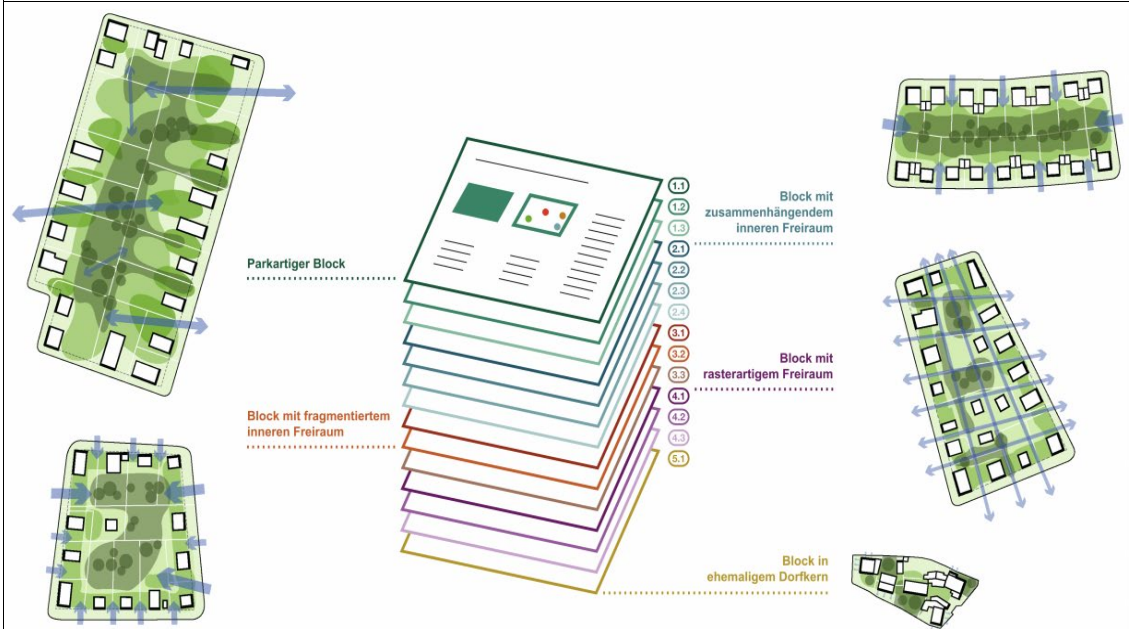 Parkartiger Block
Block mit fragmentiertem
inneren Freiraum
1.1
1.2
1.3
2.1
2.2
2.3
2.4
3.1
3.2
3.3
4.1
4.2
4.3
5.1
Block mit
zusammenhängendem
inneren Freiraum
Block mit
rasterartigem Freiraum
Block in
ehemaligem Dorfkern